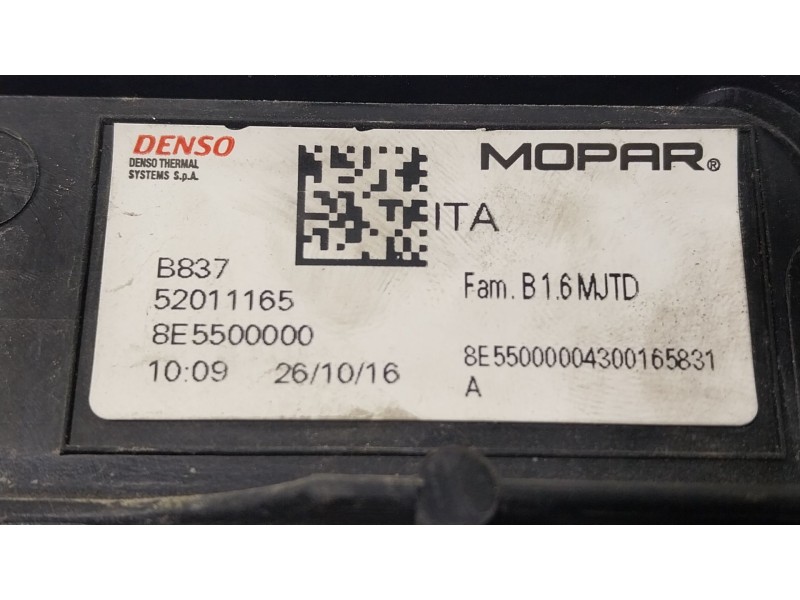 DENSO
DENSO THERMAL
SYSTEMS S.p.A.
MOPAR®
ITA
B837
52011165
8E5500000
10:09 26/10/16
Fam. B 1.6 MJTD
8E55000004300165831
A